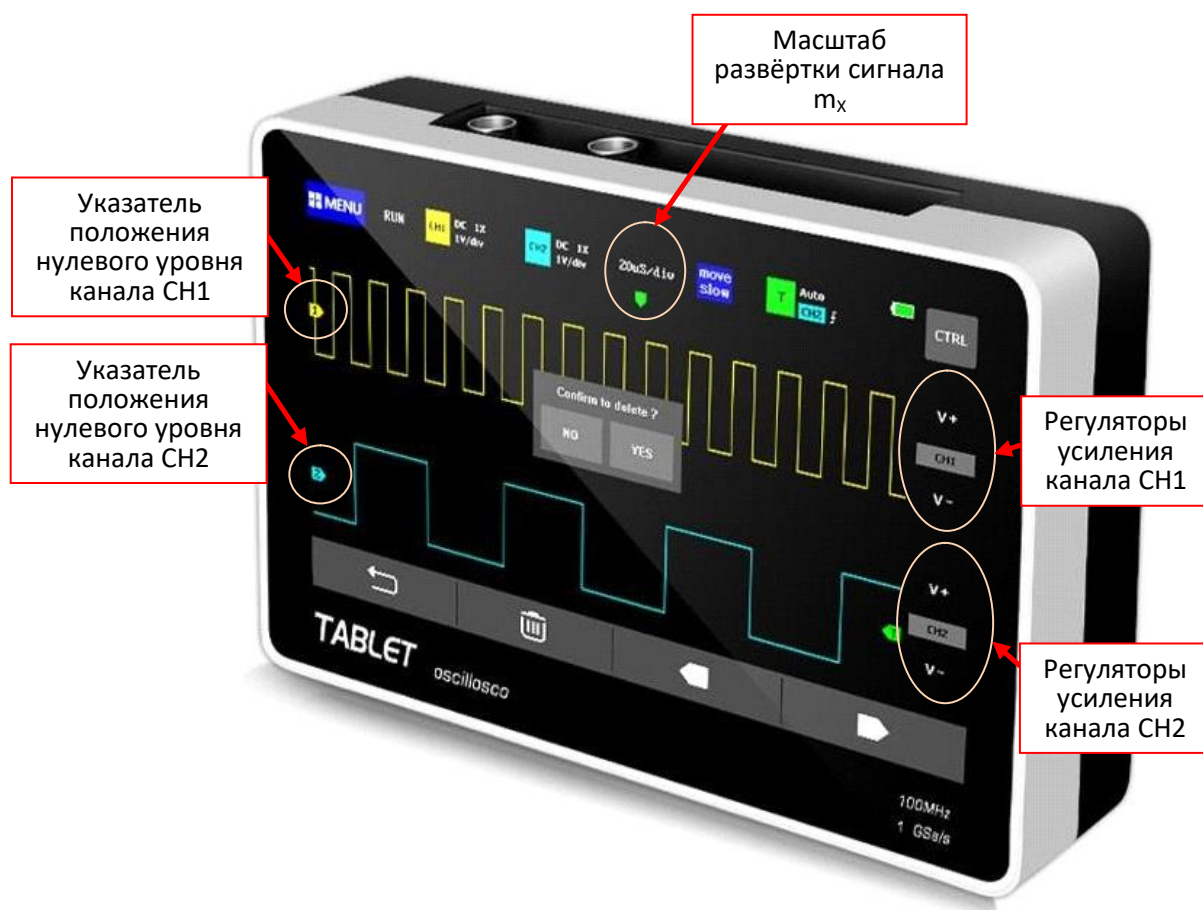 Масштаб
развёртки сигнала
mX
Указатель
положения
нулевого уровня
канала CH1
Указатель
положения
нулевого уровня
канала CH2
Регуляторы
усиления
канала CH1
Регуляторы
усиления
канала CH2
MENU
RUN
CH1
DC 1X
1V/div
CH2
DC 1X
1V/div
20uS/div
move
slow
T
Auto
CH2
CTRL
1
2
Confirm to delete ?
NO
YES
V+
CH1
V-
V+
CH2
V-
TABLET
oscillosco
100MHz
1 GSa/s